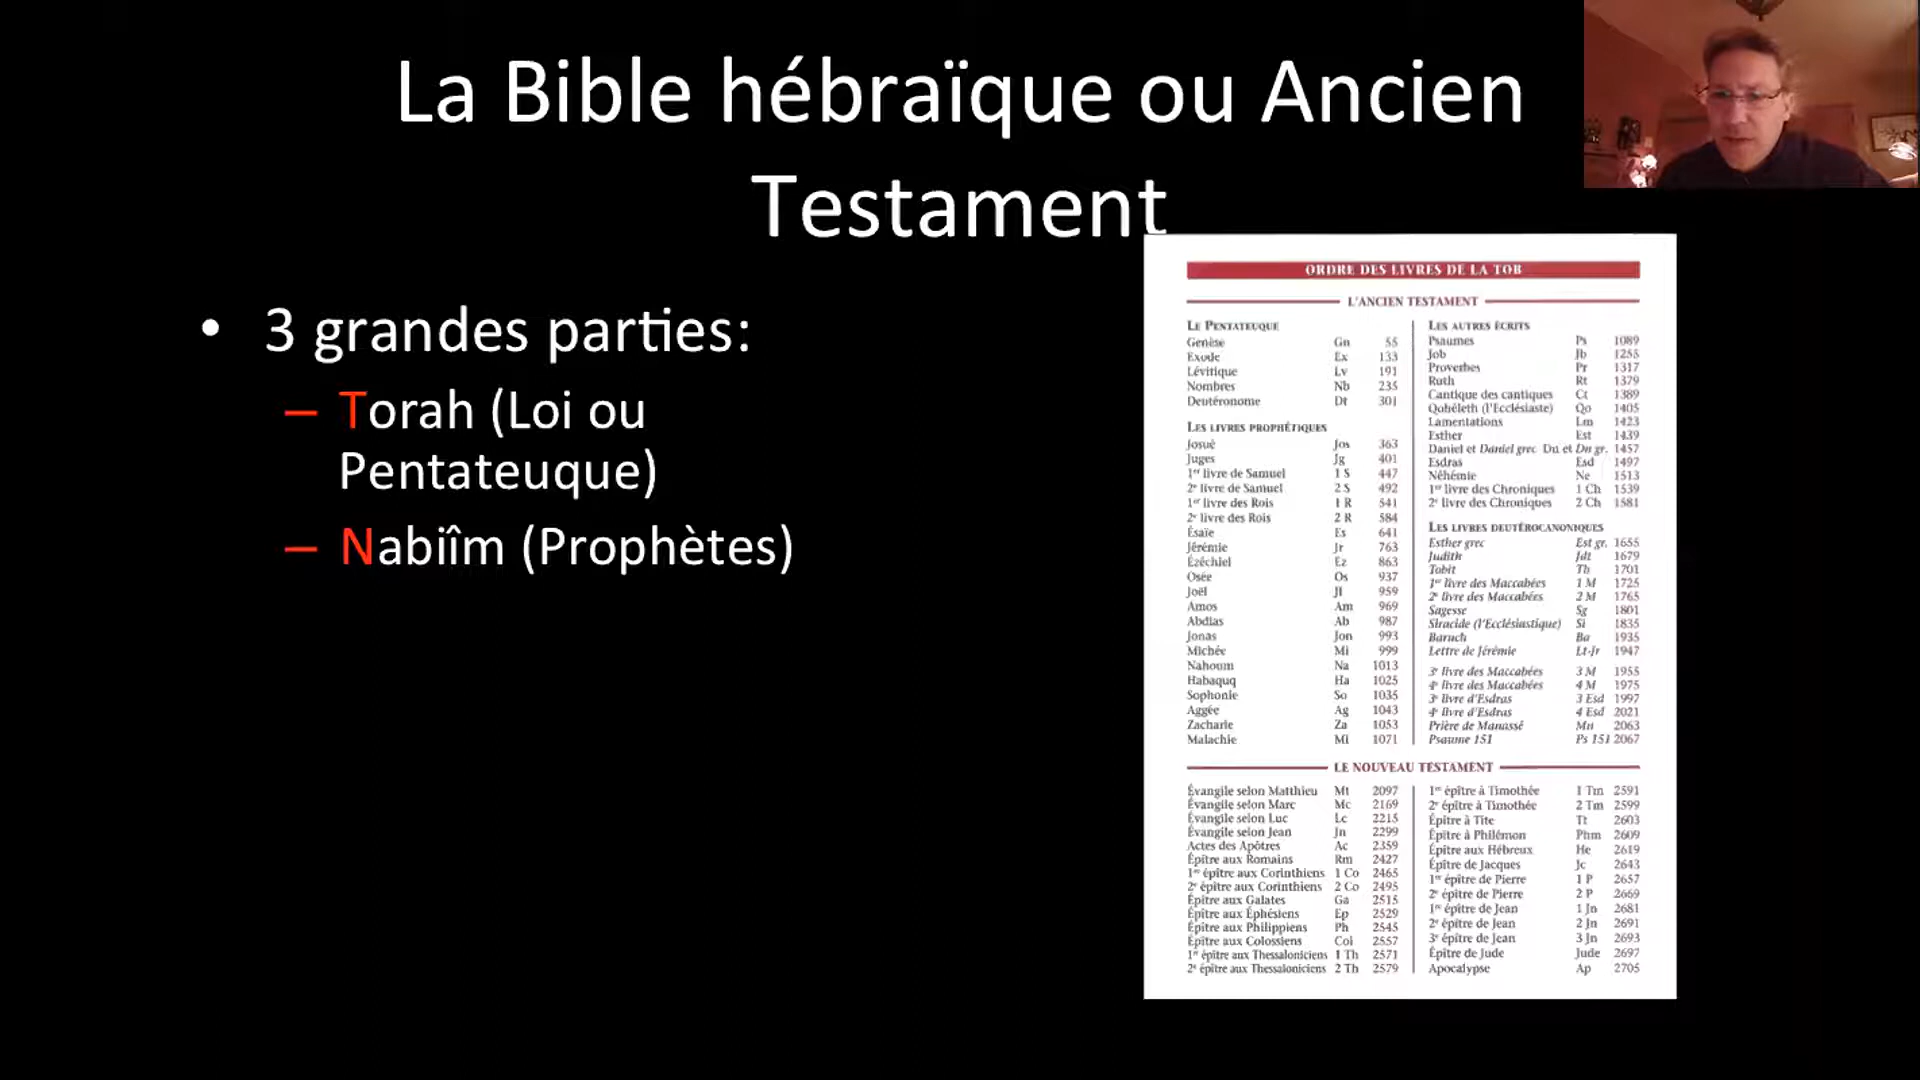 La Bible hébraïque ou Ancien
Testament
• 3 grandes parties:
– Torah (Loi ou
Pentateuque)
– Nabiîm (Prophètes)
ORDRE DES LIVRES DE LA TOB
L'ANCIEN TESTAMENT
LE PENTATEUQUE
Genèse Gn 55
Exode Ex 133
Lévitique Lv 191
Nombres Nb 235
Deutéronome Dt 301
LES LIVRES PROPHÉTIQUES
Josué Jos 363
Juges Jg 401
1er livre de Samuel 1 S 447
2e livre de Samuel 2 S 492
1er livre des Rois 1 R 541
2e livre des Rois 2 R 584
Ésaïe Es 641
Jérémie Jr 763
Ézéchiel Ez 863
Osée Os 937
Joël Jl 959
Amos Am 969
Abdias Ab 987
Jonas Jon 993
Michée Mi 999
Nahoum Na 1013
Habaquq Ha 1025
Sophonie So 1035
Aggée Ag 1043
Zacharie Za 1053
Malachie Ml 1071
LES AUTRES ÉCRITS
Psaumes Ps 1089
Job Jb 1255
Proverbes Pr 1317
Ruth Rt 1379
Cantique des cantiques Ct 1389
Qohéleth (l'Ecclésiaste) Qo 1405
Lamentations Lm 1423
Esther Est 1439
Daniel et Daniel grec Dn et Dn gr. 1457
Esdras Esd 1497
Néhémie Ne 1513
1er livre des Chroniques 1 Ch 1539
2e livre des Chroniques 2 Ch 1581
LES LIVRES DEUTÉROCANONIQUES
Esther grec Est gr. 1655
Judith Jdt 1679
Tobit Tb 1701
1er livre des Maccabées 1 M 1725
2e livre des Maccabées 2 M 1765
Sagesse Sg 1801
Siracide (l'Ecclésiastique) Si 1835
Baruch Ba 1935
Lettre de Jérémie Lt-Jr 1947
3e livre des Maccabées 3 M 1955
4e livre des Maccabées 4 M 1975
3e livre d'Esdras 3 Esd 1997
4e livre d'Esdras 4 Esd 2021
Prière de Manassé Mn 2063
Psaume 151 Ps 151 2067
LE NOUVEAU TESTAMENT
Évangile selon Matthieu Mt 2097
Évangile selon Marc Mc 2169
Évangile selon Luc Lc 2215
Évangile selon Jean Jn 2299
Actes des Apôtres Ac 2359
Épître aux Romains Rm 2427
1re épître aux Corinthiens 1 Co 2465
2e épître aux Corinthiens 2 Co 2495
Épître aux Galates Ga 2515
Épître aux Éphésiens Ep 2529
Épître aux Philippiens Ph 2545
Épître aux Colossiens Col 2557
1re épître aux Thessaloniciens 1 Th 2571
2e épître aux Thessaloniciens 2 Th 2579
1re épître à Timothée 1 Tm 2591
2e épître à Timothée 2 Tm 2599
Épître à Tite Tt 2603
Épître à Philémon Phm 2609
Épître aux Hébreux He 2619
Épître de Jacques Jc 2643
1re épître de Pierre 1 P 2657
2e épître de Pierre 2 P 2669
1re épître de Jean 1 Jn 2681
2e épître de Jean 2 Jn 2691
3e épître de Jean 3 Jn 2693
Épître de Jude Jude 2697
Apocalypse Ap 2705